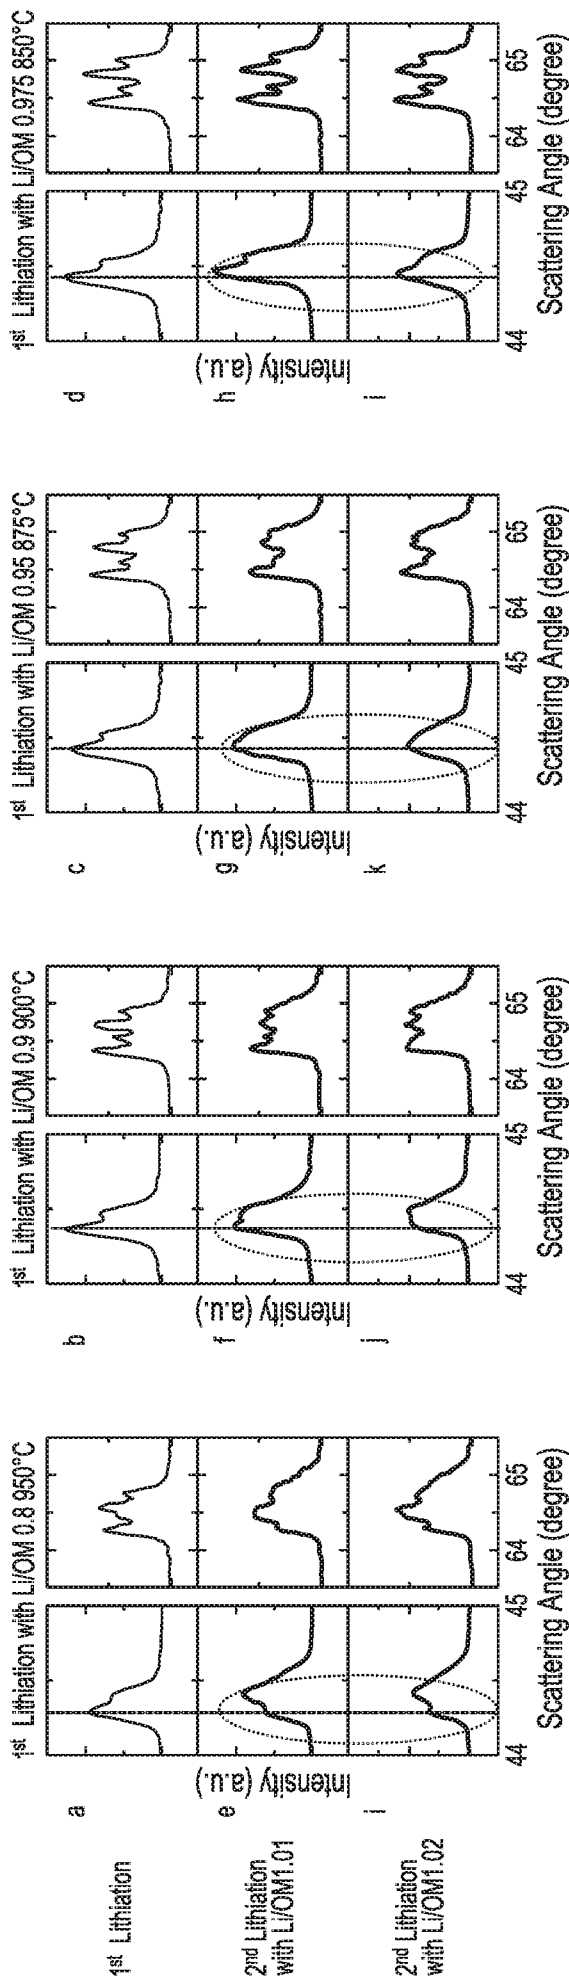 1st Lithiation with Li/OM 0.8 950°C
1st Lithiation with Li/OM 0.9 900°C
1st Lithiation with Li/OM 0.95 875°C
1st Lithiation with Li/OM 0.975 850°C
1st Lithiation
a
b
c
d
2nd Lithiation
with Li/OM1.01
e
f
g
h
2nd Lithiation
with Li/OM1.02
i
j
k
l
Intensity (a.u.)
Intensity (a.u.)
Intensity (a.u.)
Intensity (a.u.)
44 45 64 65
44 45 64 65
44 45 64 65
44 45 64 65
Scattering Angle (degree)
Scattering Angle (degree)
Scattering Angle (degree)
Scattering Angle (degree)